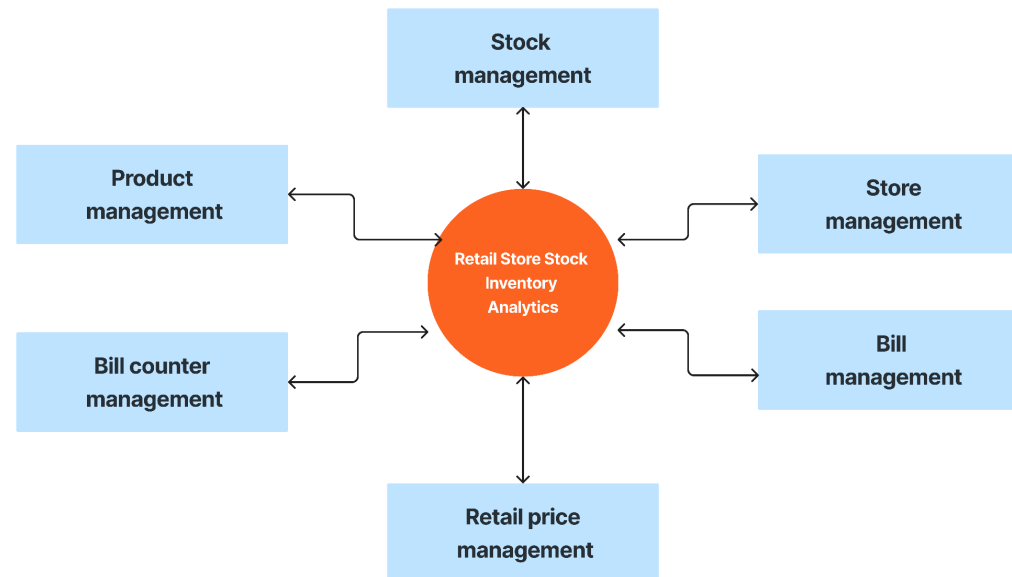 Stock
management
Product
management
Store
management
Retail Store Stock
Inventory
Analytics
Bill counter
management
Bill
management
Retail price
management